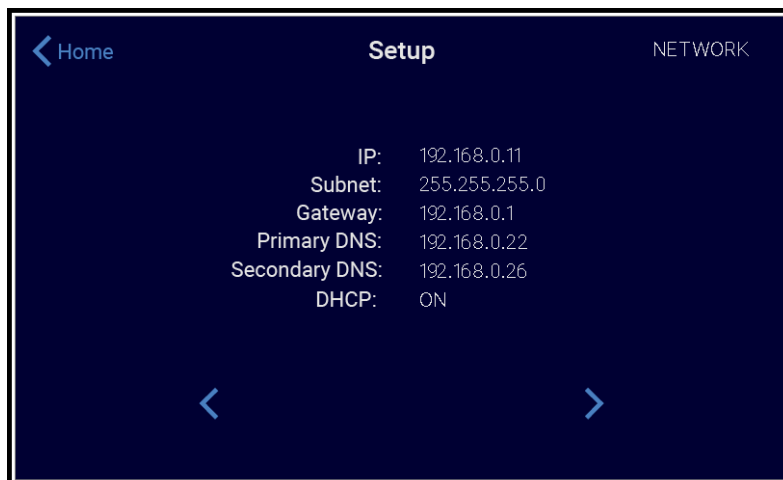 Home Setup NETWORK
IP: 192.168.0.11
Subnet: 255.255.255.0
Gateway: 192.168.0.1
Primary DNS: 192.168.0.22
Secondary DNS: 192.168.0.26
DHCP: ON